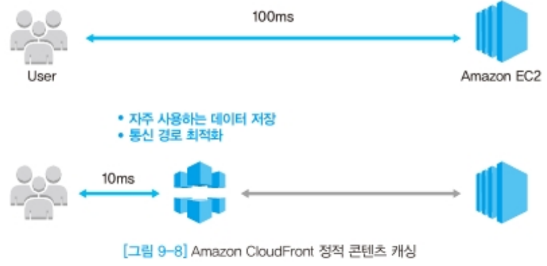 100ms
User
Amazon EC2
• 자주 사용하는 데이터 저장
• 통신 경로 최적화
10ms
[그림 9-8] Amazon CloudFront 정적 콘텐츠 캐싱